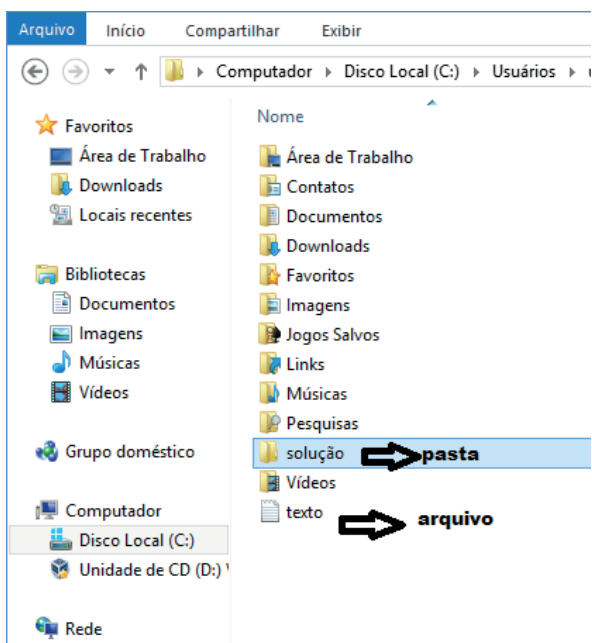 Arquivo Início Compartilhar Exibir
Computador Disco Local (C:) Usuários
Favoritos
Área de Trabalho
Downloads
Locais recentes
Bibliotecas
Documentos
Imagens
Músicas
Vídeos
Grupo doméstico
Computador
Disco Local (C:)
Unidade de CD (D:)
Rede
Nome
Área de Trabalho
Contatos
Documentos
Downloads
Favoritos
Imagens
Jogos Salvos
Links
Músicas
Pesquisas
solução pasta
Vídeos
texto arquivo